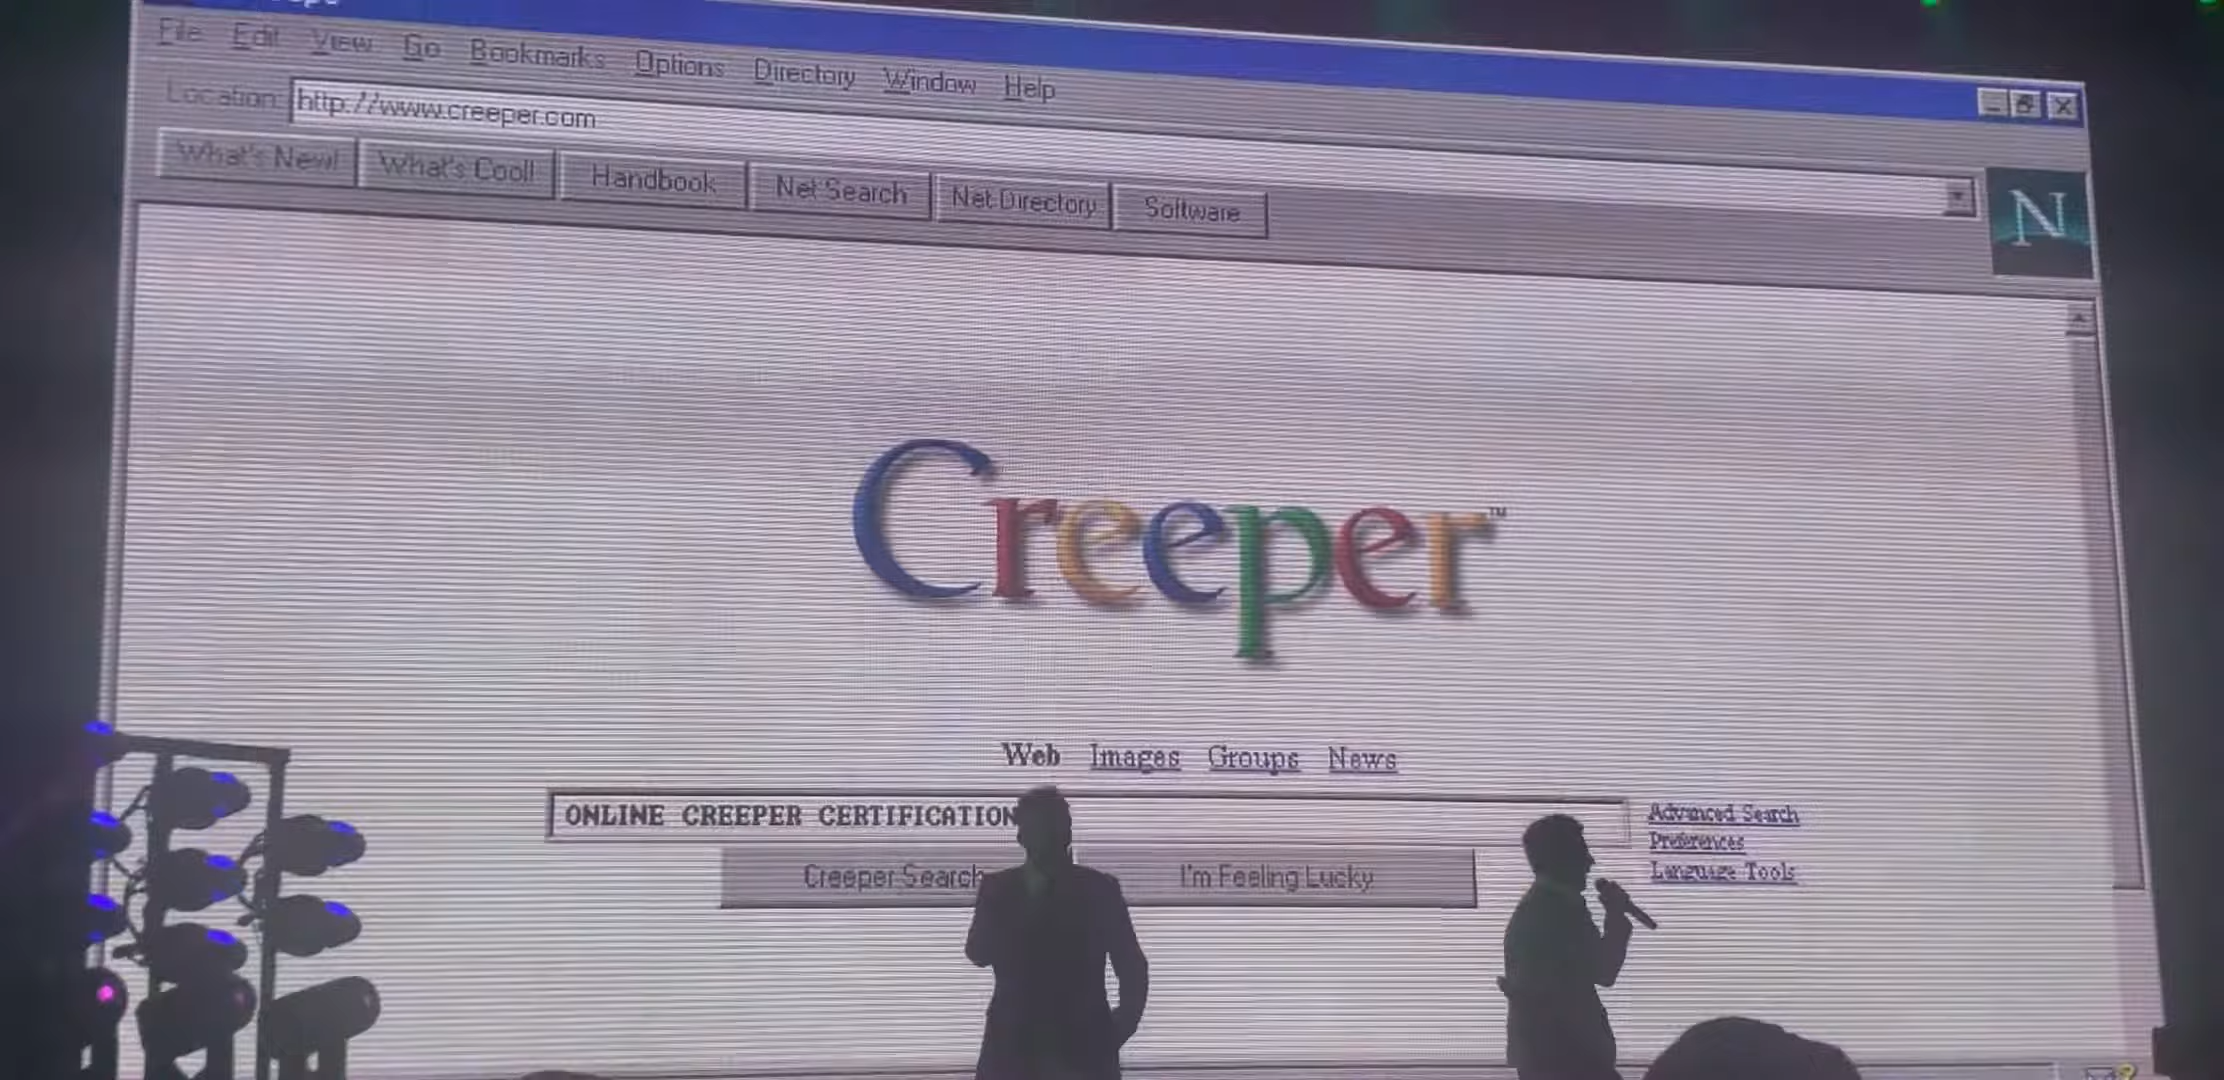 File Edit View Go Bookmarks Options Directory Window Help
Location: http://www.creeper.com
What's New! What's Cool! Handbook Net Search Net Directory Software
N
Creeper™
Web Images Groups News
ONLINE CREEPER CERTIFICATION
Advanced Search
Preferences
Language Tools
Creeper Search I'm Feeling Lucky